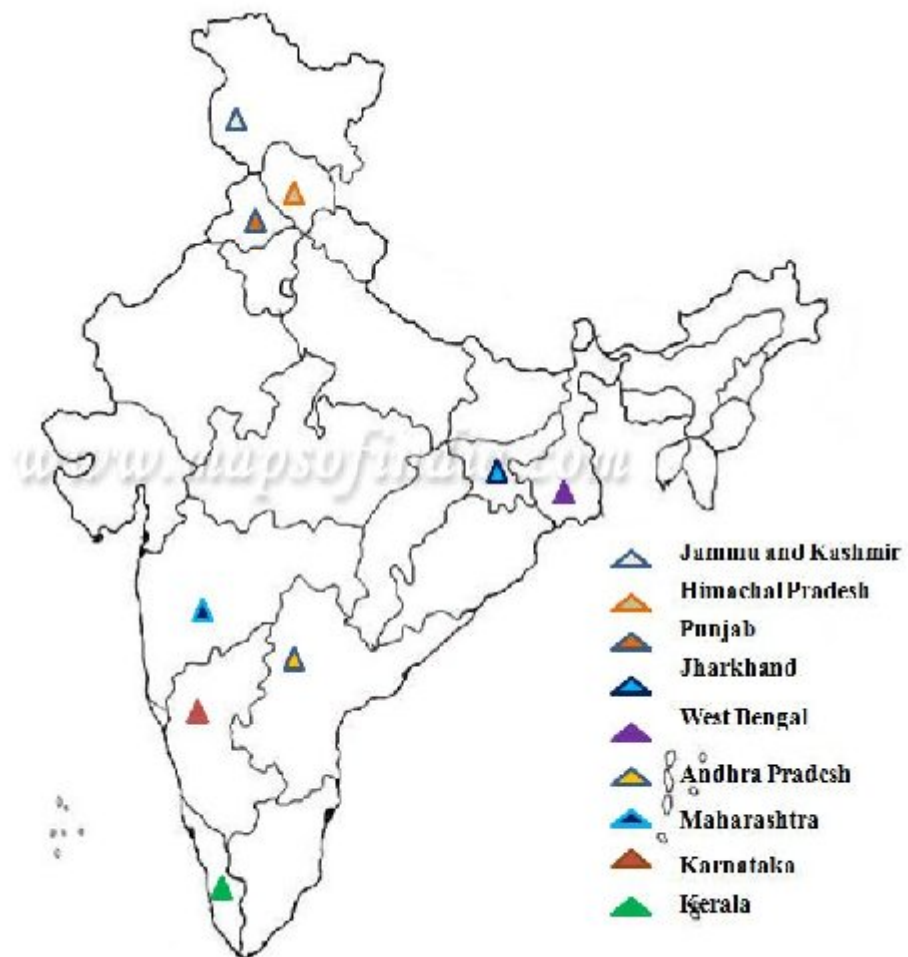 www.mapsofindia.com
Jammu and Kashmir
Himachal Pradesh
Punjab
Jharkhand
West Bengal
Andhra Pradesh
Maharashtra
Karnataka
Kerala